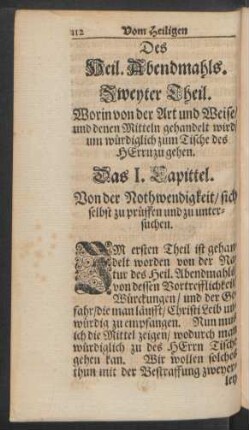 112 Vom Heiligen
Des
Heil. Abendmahls.
Zweyter Theil.
Worin von der Art und Weise/
und denen Mitteln gehandelt wird
um würdiglich zum Tische des
HErrn zu gehen.
Das I. Capittel.
Von der Nothwendigkeit/ sich
selbst zu prüffen und zu unter-
suchen.
IM ersten Theil ist gehan
delt worden von der Na
tur des Heil. Abendmahls
von dessen Vortrefflichkeit
Würckungen/ und der Ge
fahr/ die man läufft/ Christi Leib un
würdig zu empfangen. Nun muß
ich die Mittel zeigen/ wodurch man
würdiglich zu des HErrn Tische
gehen kan. Wir wollen solches
thun mit der Bestraffung zweyer-
ley